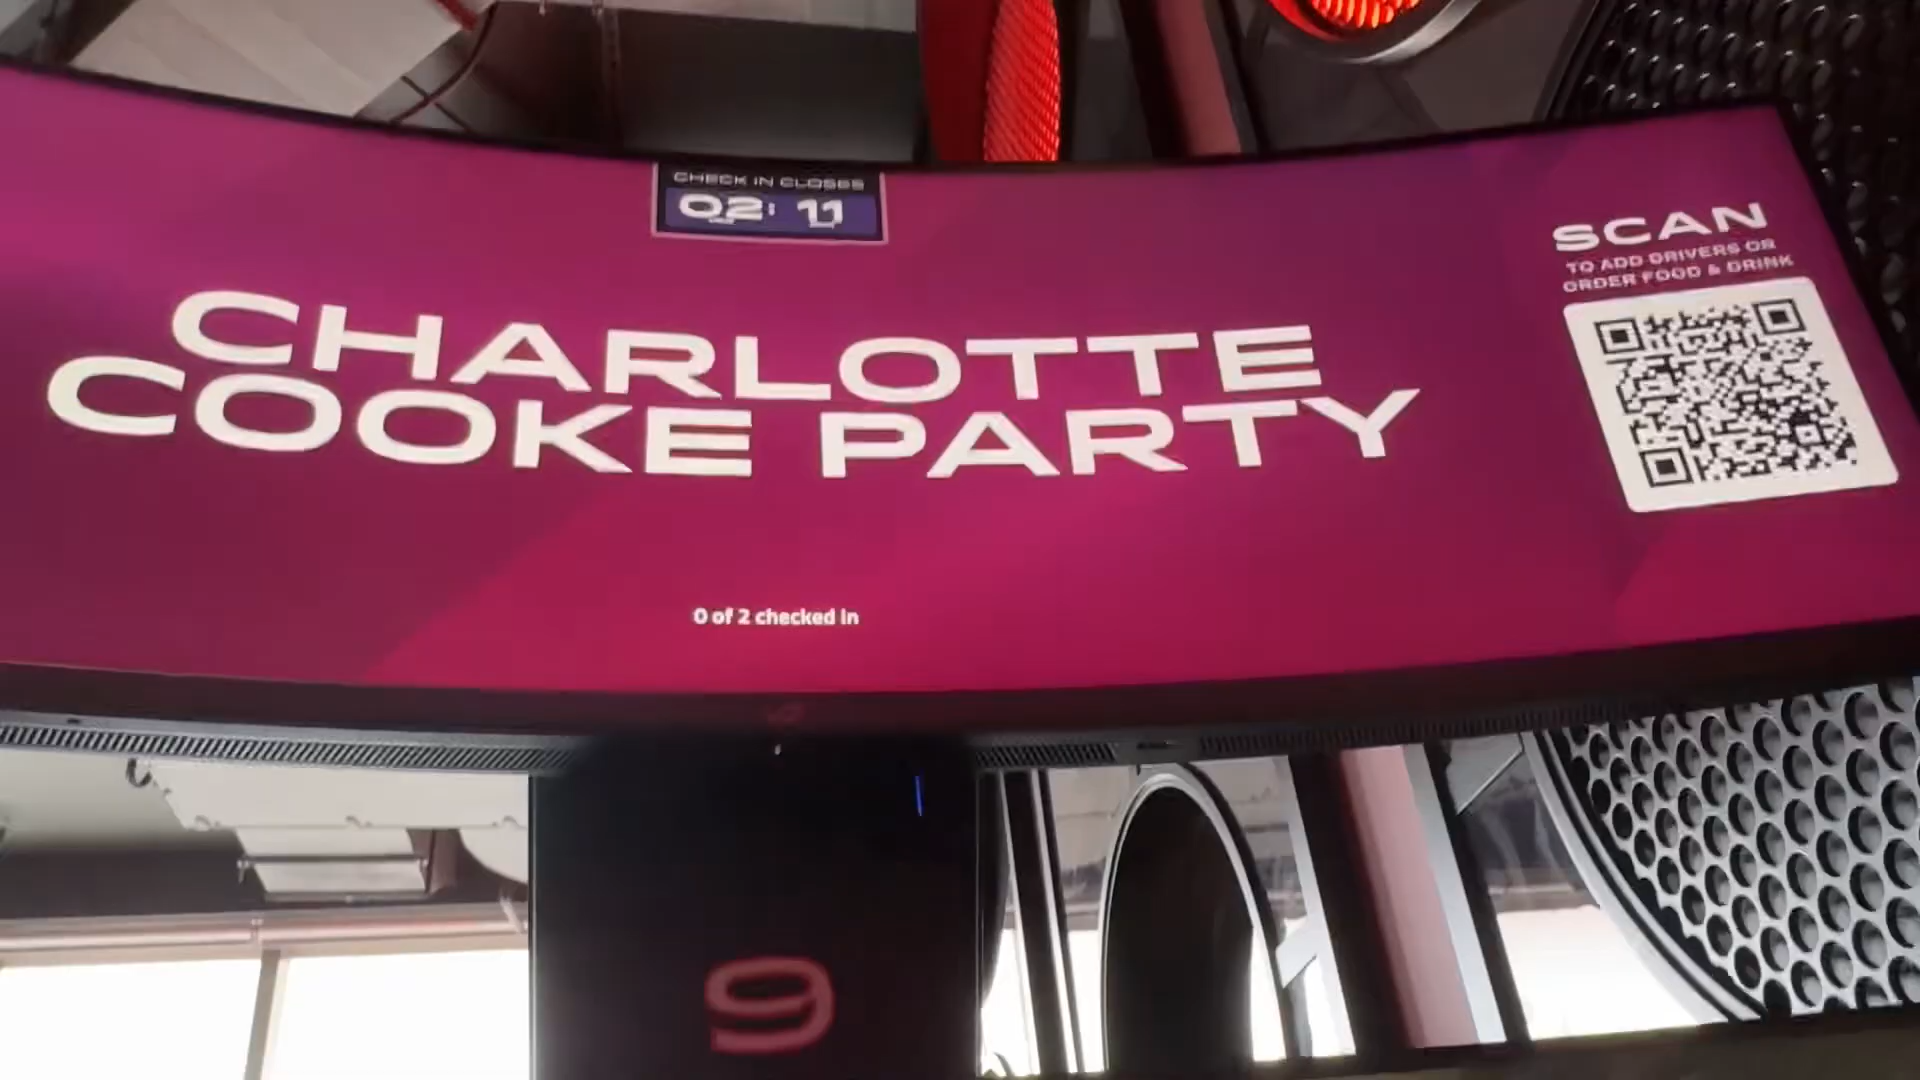 CHECK IN CLOSES
02: 11
CHARLOTTE
COOKE PARTY
SCAN
TO ADD DRIVERS OR
ORDER FOOD & DRINK
0 of 2 checked in
9